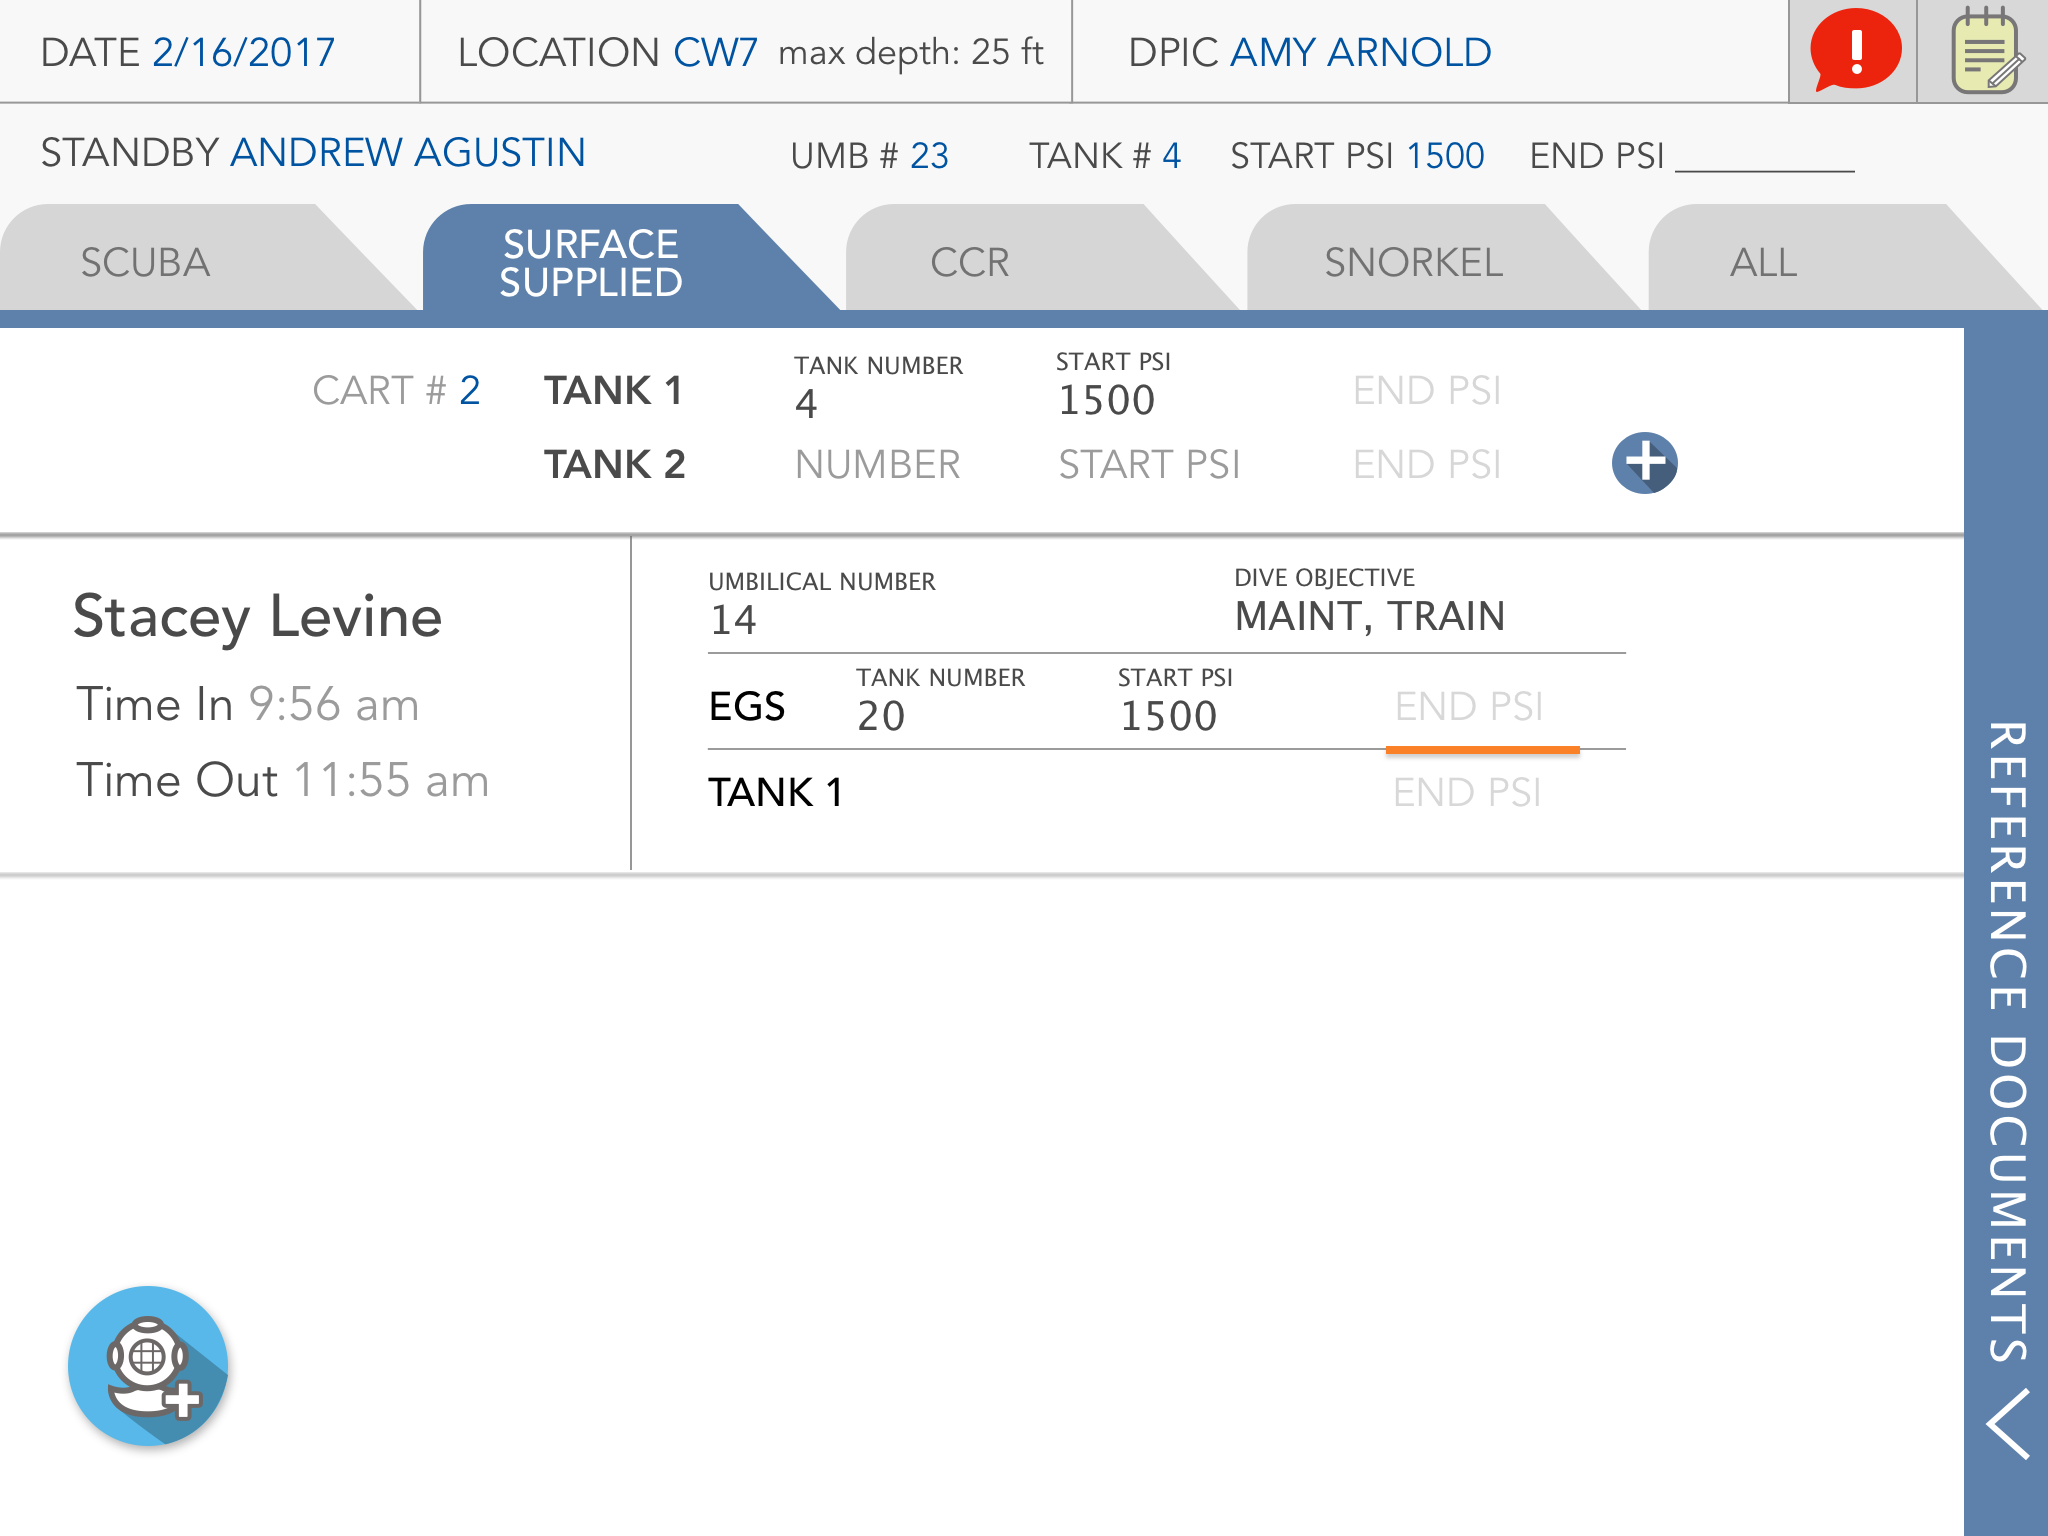 DATE 2/16/2017
LOCATION CW7 max depth: 25 ft
DPIC AMY ARNOLD
STANDBY ANDREW AGUSTIN
UMB # 23
TANK # 4
START PSI 1500
END PSI
SCUBA
SURFACE
SUPPLIED
CCR
SNORKEL
ALL
CART # 2
TANK 1
TANK NUMBER
4
START PSI
1500
END PSI
TANK 2
NUMBER
START PSI
END PSI
Stacey Levine
Time In 9:56 am
Time Out 11:55 am
UMBILICAL NUMBER
14
DIVE OBJECTIVE
MAINT, TRAIN
EGS
TANK NUMBER
20
START PSI
1500
END PSI
TANK 1
END PSI
REFERENCE DOCUMENTS